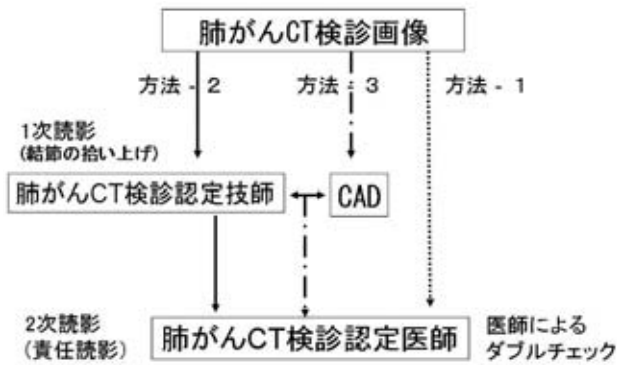 肺がんCT検診画像
方法 - 2
方法 - 3
方法 - 1
1次読影
(結節の拾い上げ)
肺がんCT検診認定技師
CAD
2次読影
(責任読影)
肺がんCT検診認定医師
医師による
ダブルチェック